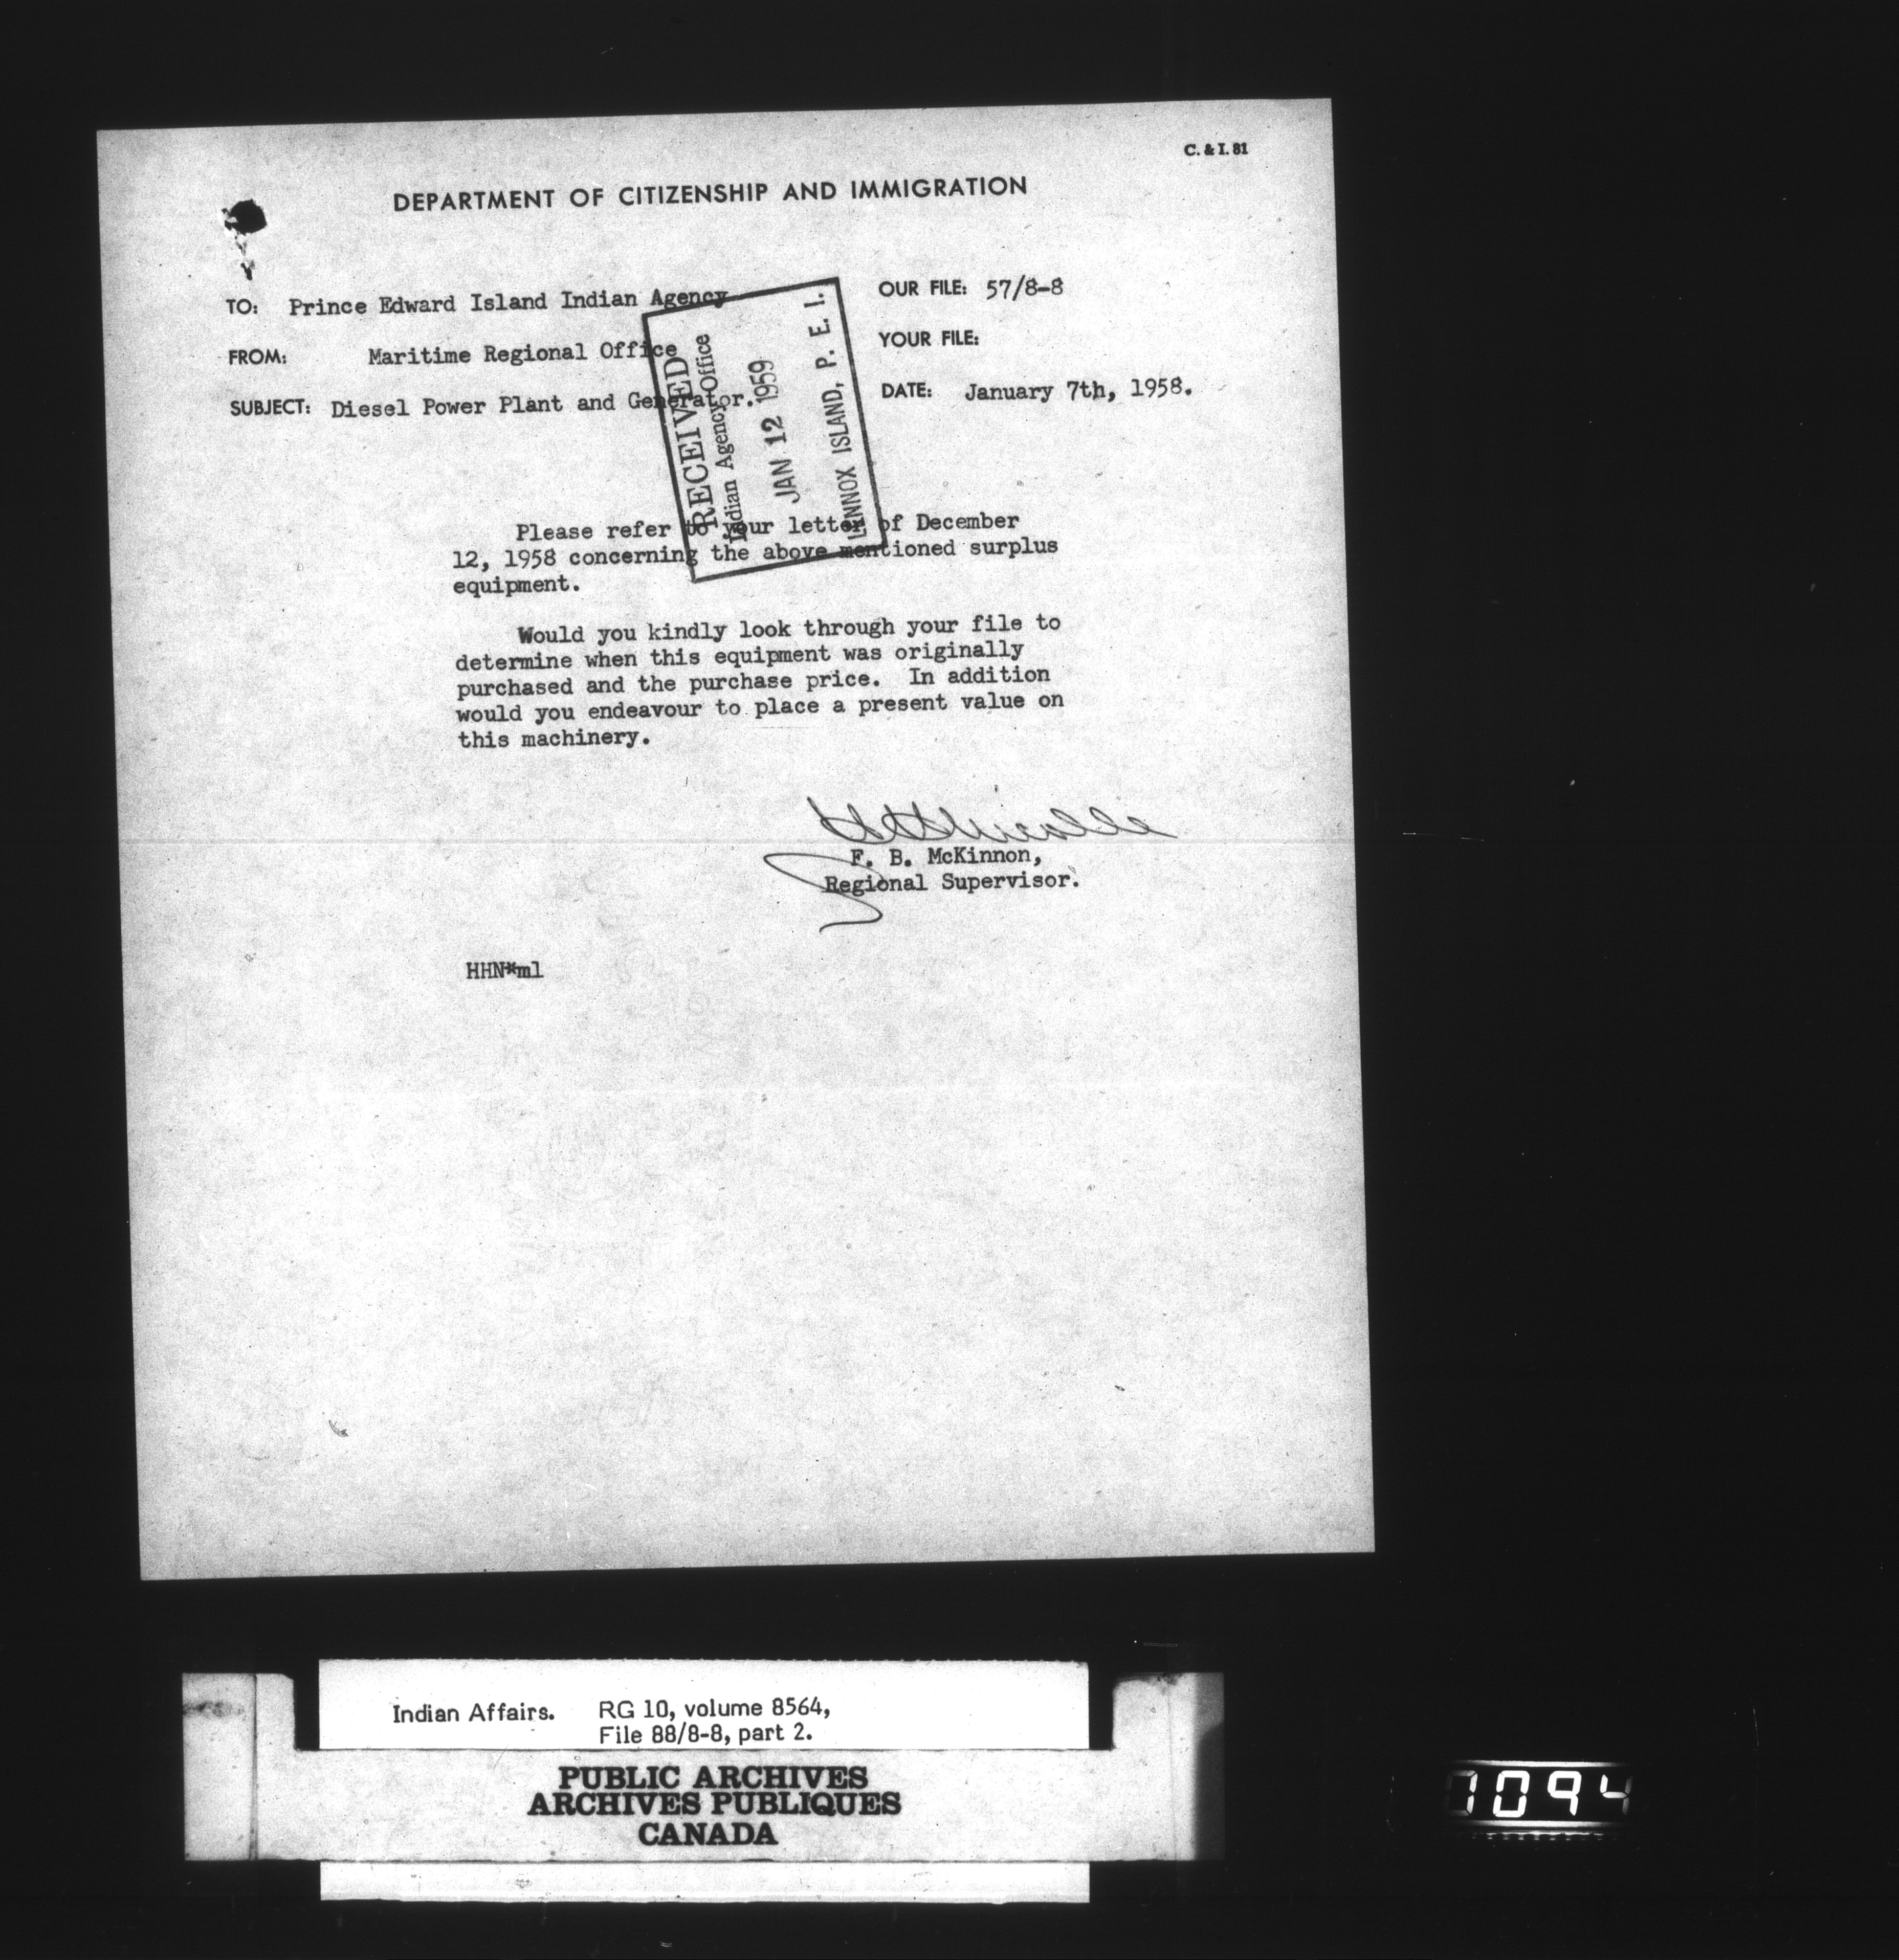 C. & I. 81
DEPARTMENT OF CITIZENSHIP AND IMMIGRATION
TO: Prince Edward Island Indian Agency
OUR FILE: 57/8-8
FROM: Maritime Regional Office
YOUR FILE:
SUBJECT: Diesel Power Plant and Generator.
DATE: January 7th, 1958.
RECEIVED
Indian Agency Office
JAN 12 1959
LENNOX ISLAND, P. E. I.
Please refer to your letter of December
12, 1958 concerning the above mentioned surplus
equipment.
Would you kindly look through your file to
determine when this equipment was originally
purchased and the purchase price. In addition
would you endeavour to place a present value on
this machinery.
F. B. McKinnon,
Regional Supervisor.
HHN*ml
Indian Affairs. RG 10, volume 8564,
File 88/8-8, part 2.
PUBLIC ARCHIVES
ARCHIVES PUBLIQUES
CANADA
1094